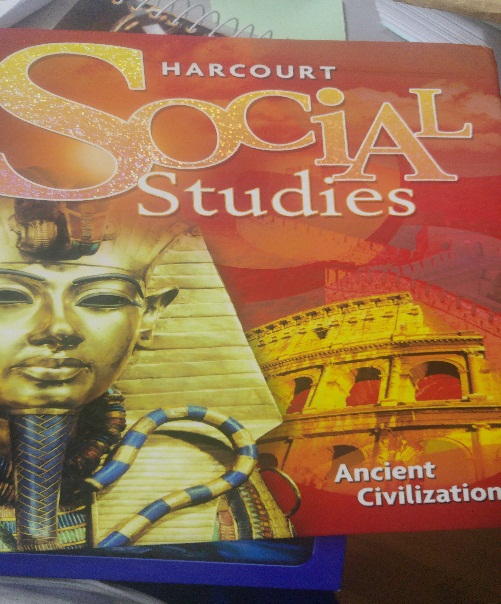 HARCOURT
SOCIAL
Studies
Ancient
Civilization